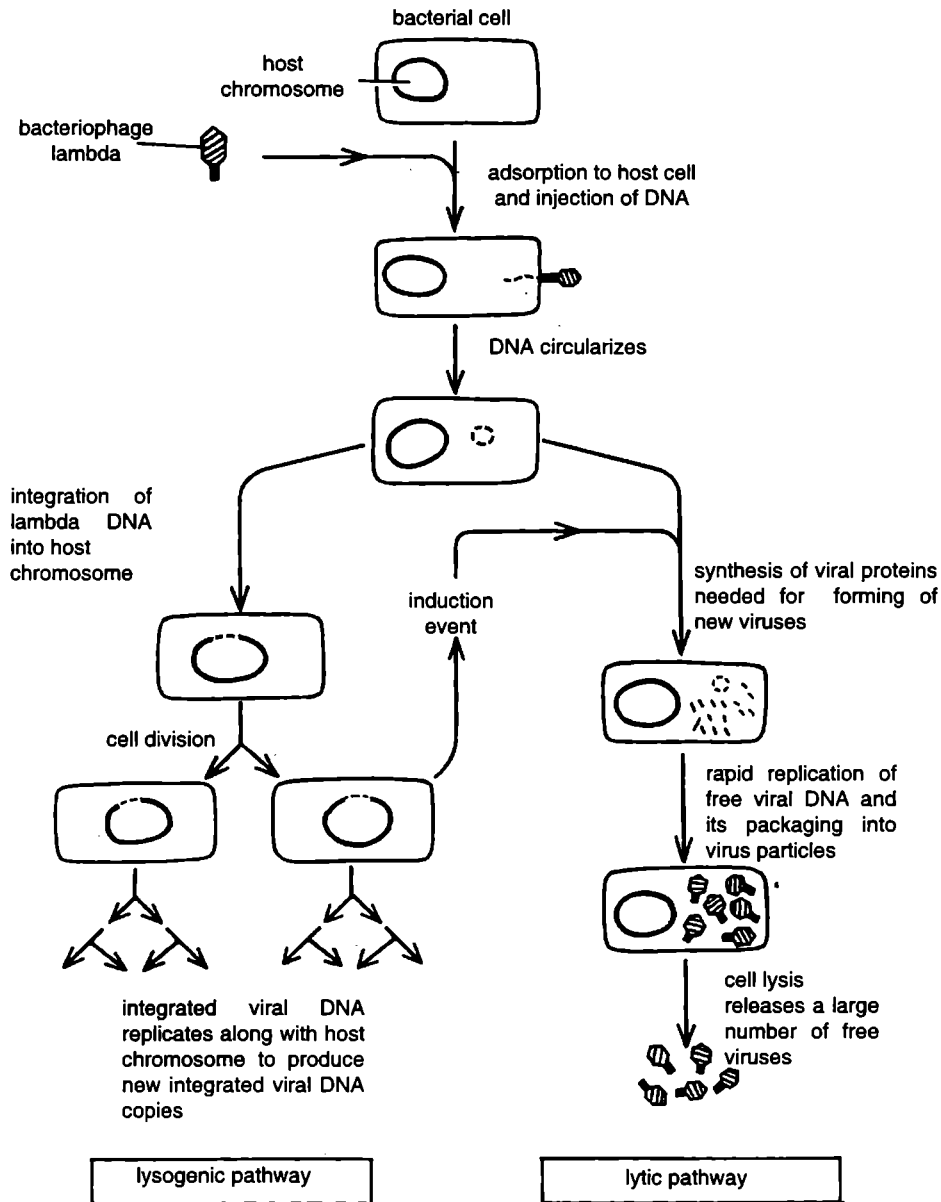 bacterial cell
host
chromosome
bacteriophage
lambda
adsorption to host cell
and injection of DNA
DNA circularizes
integration of
lambda DNA
into host
chromosome
induction
event
synthesis of viral proteins
needed for forming of
new viruses
cell division
rapid replication of
free viral DNA and
its packaging into
virus particles
integrated viral DNA
replicates along with host
chromosome to produce
new integrated viral DNA
copies
cell lysis
releases a large
number of free
viruses
lysogenic pathway
lytic pathway